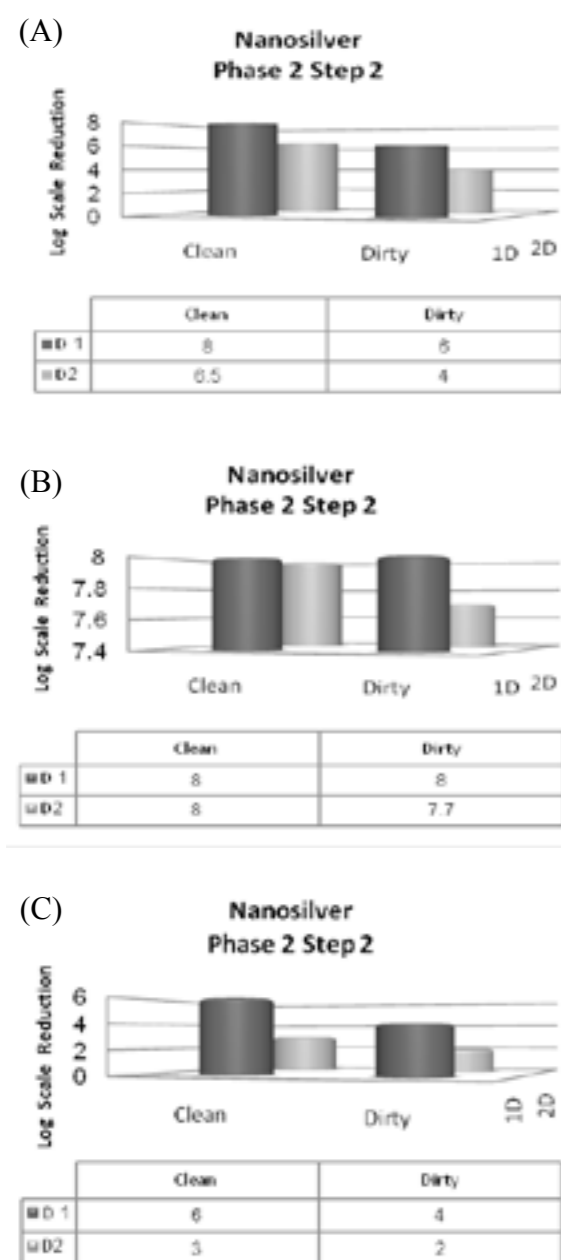 (A)
Nanosilver
Phase 2 Step 2
Log Scale Reduction
8
6
4
2
0
Clean Dirty 1D 2D
Clean Dirty
D 1 8 6
D2 6.5 4
(B)
Nanosilver
Phase 2 Step 2
Log Scale Reduction
8
7.8
7.6
7.4
Clean Dirty 1D 2D
Clean Dirty
D 1 8 8
D2 8 7.7
(C)
Nanosilver
Phase 2 Step 2
Log Scale Reduction
6
4
2
0
Clean Dirty 1D 2D
Clean Dirty
D 1 6 4
D2 3 2